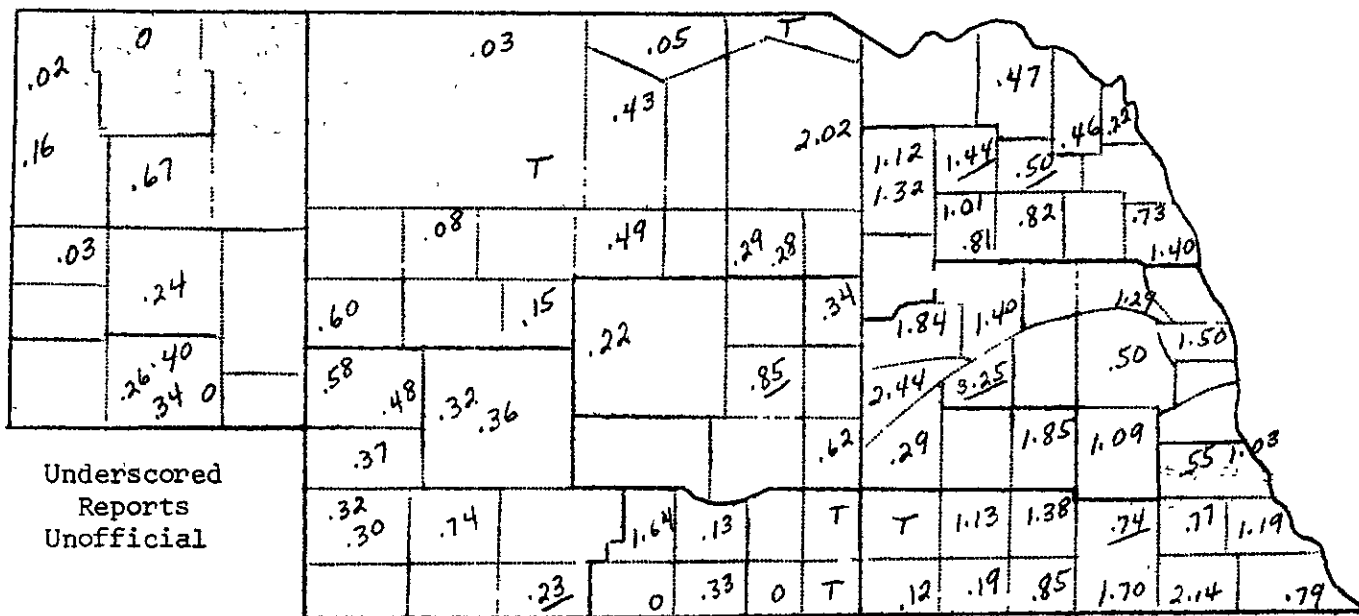 0 .03 .05 T
.02 .47
.43 .46 .22
.16 .67 T 2.02 1.12 1.44 .50
1.32
.08 .49 .29 .28 1.01 .82 .73
.03 .81 1.40
.24 .60 .15 .34 1.84 1.40 1.29
.22 .50 1.50
.26 .40 .58 .85 2.44 3.25
.34 0 .48 .32 .36
.37 .62 .29 1.85 1.09 .55 1.03
Underscored
Reports
Unofficial
.32 .74 1.64 .13 T T 1.13 1.38 .74 .77 1.19
.30
.23 0 .33 0 T .12 .19 .85 1.70 2.14 .79